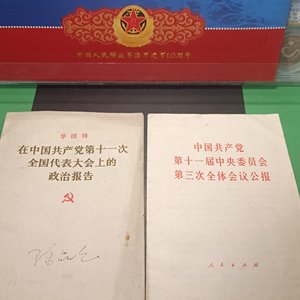 中国人民解放军海军建军60周年
华国锋
在中国共产党第十一次
全国代表大会上的
政治报告
中国共产党
第十一届中央委员会
第三次全体会议公报
人民出版社